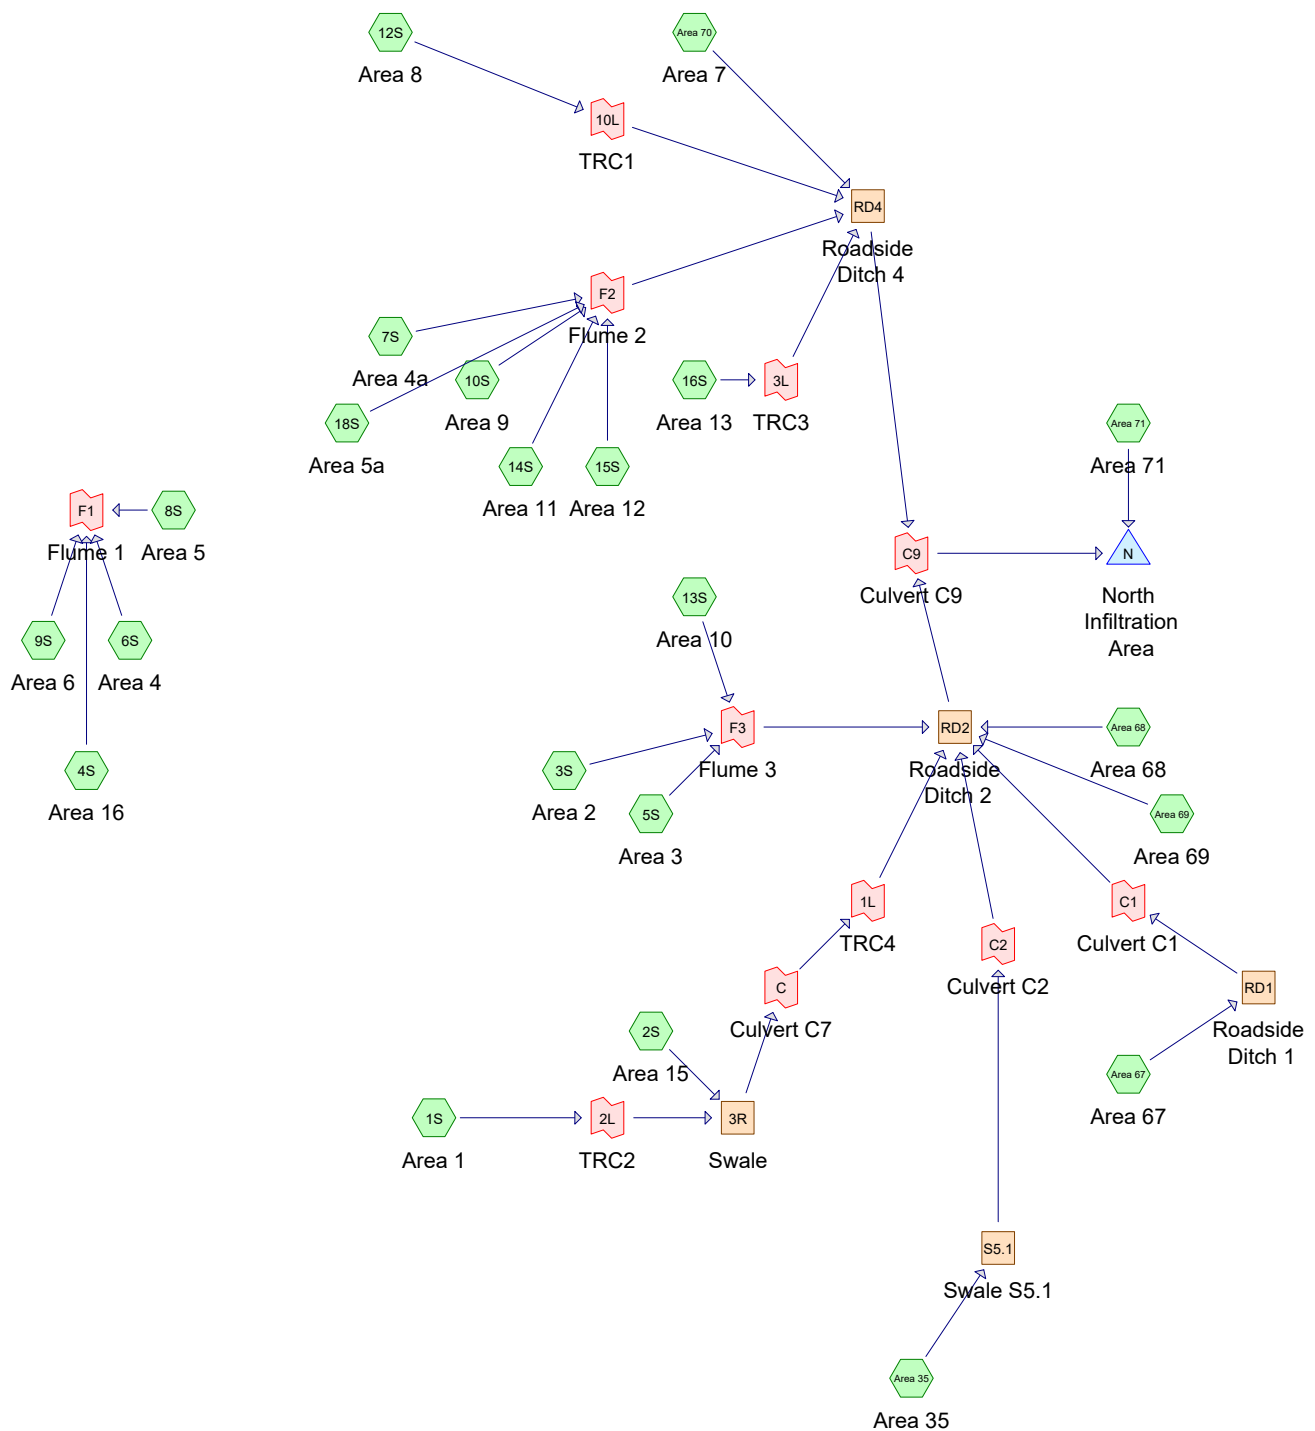 12S
Area 8
Area 70
Area 7
10L
TRC1
RD4
Roadside
Ditch 4
F2
Flume 2
7S
Area 4a
10S
Area 9
18S
Area 5a
14S
Area 11
15S
Area 12
16S
Area 13
3L
TRC3
Area 71
Area 71
F1
Flume 1
8S
Area 5
9S
Area 6
6S
Area 4
4S
Area 16
C9
Culvert C9
N
North
Infiltration
Area
13S
Area 10
F3
Flume 3
3S
Area 2
5S
Area 3
RD2
Roadside
Ditch 2
Area 68
Area 68
Area 69
Area 69
1L
TRC4
C2
Culvert C2
C1
Culvert C1
C
Culvert C7
RD1
Roadside
Ditch 1
2S
Area 15
Area 67
Area 67
1S
Area 1
2L
TRC2
3R
Swale
S5.1
Swale S5.1
Area 35
Area 35